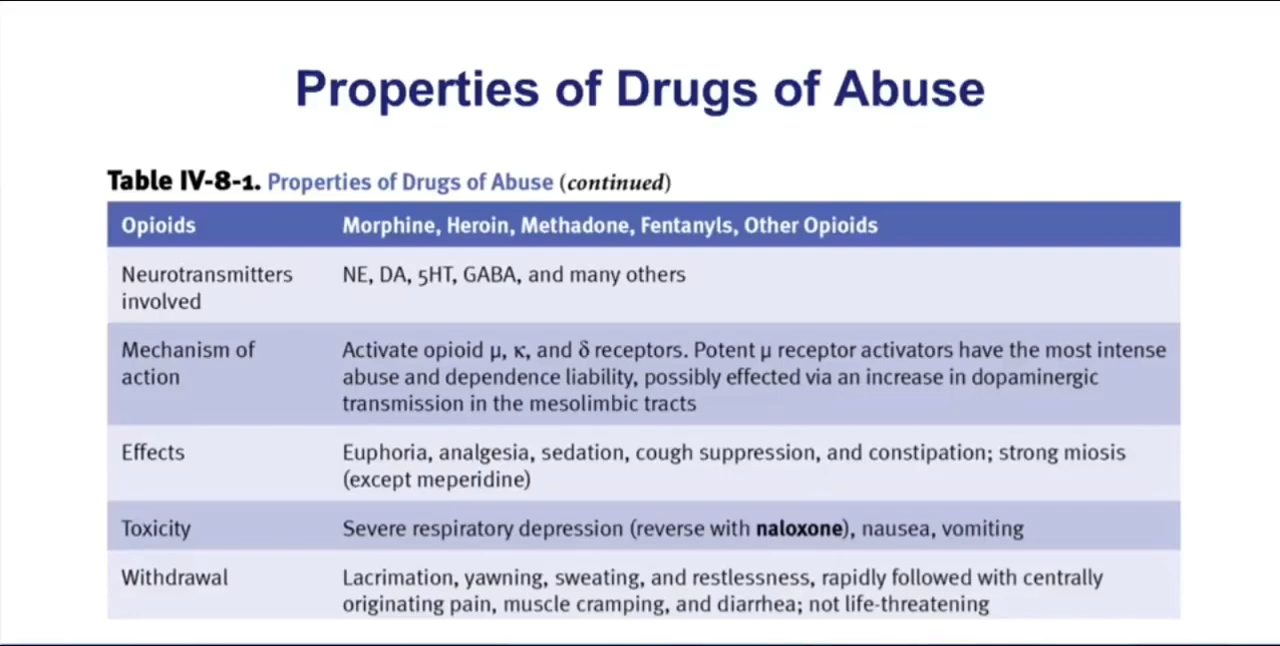 Properties of Drugs of Abuse
Table IV-8-1. Properties of Drugs of Abuse (continued)
Opioids Morphine, Heroin, Methadone, Fentanyls, Other Opioids
Neurotransmitters involved NE, DA, 5HT, GABA, and many others
Mechanism of action Activate opioid μ, κ, and δ receptors. Potent μ receptor activators have the most intense
abuse and dependence liability, possibly effected via an increase in dopaminergic
transmission in the mesolimbic tracts
Effects Euphoria, analgesia, sedation, cough suppression, and constipation; strong miosis
(except meperidine)
Toxicity Severe respiratory depression (reverse with naloxone), nausea, vomiting
Withdrawal Lacrimation, yawning, sweating, and restlessness, rapidly followed with centrally
originating pain, muscle cramping, and diarrhea; not life-threatening